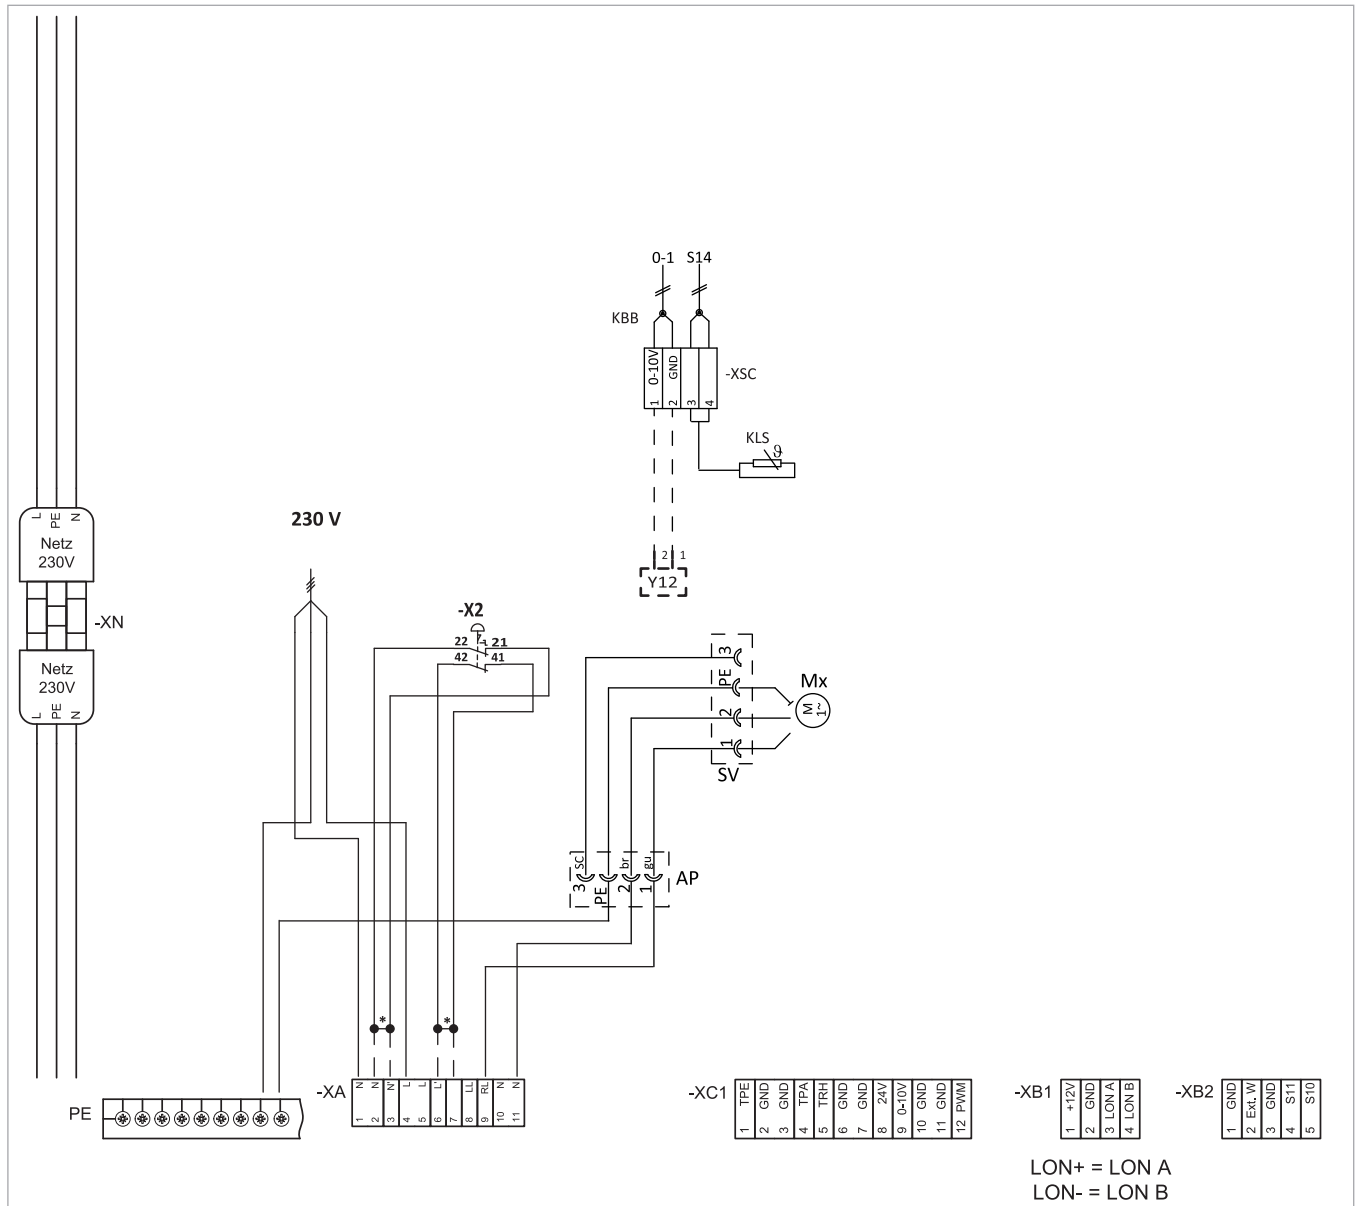 0-1 S14
KBB
0-10V GND
1 2 3 4
-XSC
KLS
ϑ
L PE N
Netz
230V
230 V
2 1
Y12
-XN
-X2
22 21
42 41
Netz
230V
L PE N
3
PE
2
1
Mx
M
1~
SV
SC br gu
3 PE 2 1
AP
* *
-XA
N N N' L L L' LL RL N N
1 2 3 4 5 6 7 8 9 10 11
PE
-XC1
1 TPE
2 GND
3 GND
4 TPA
5 TRH
6 GND
7 GND
8 24V
9 0-10V
10 GND
11 GND
12 PWM
-XB1
1 +12V
2 GND
3 LON A
4 LON B
-XB2
1 GND
2 Ext. W
3 GND
4 S11
5 S10
LON+ = LON A
LON- = LON B